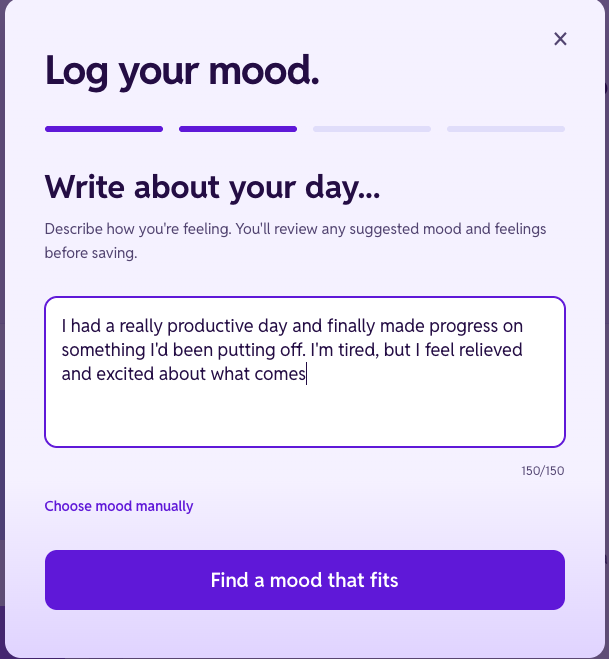 Log your mood.
Write about your day...
Describe how you're feeling. You'll review any suggested mood and feelings
before saving.
I had a really productive day and finally made progress on
something I'd been putting off. I'm tired, but I feel relieved
and excited about what comes
150/150
Choose mood manually
Find a mood that fits